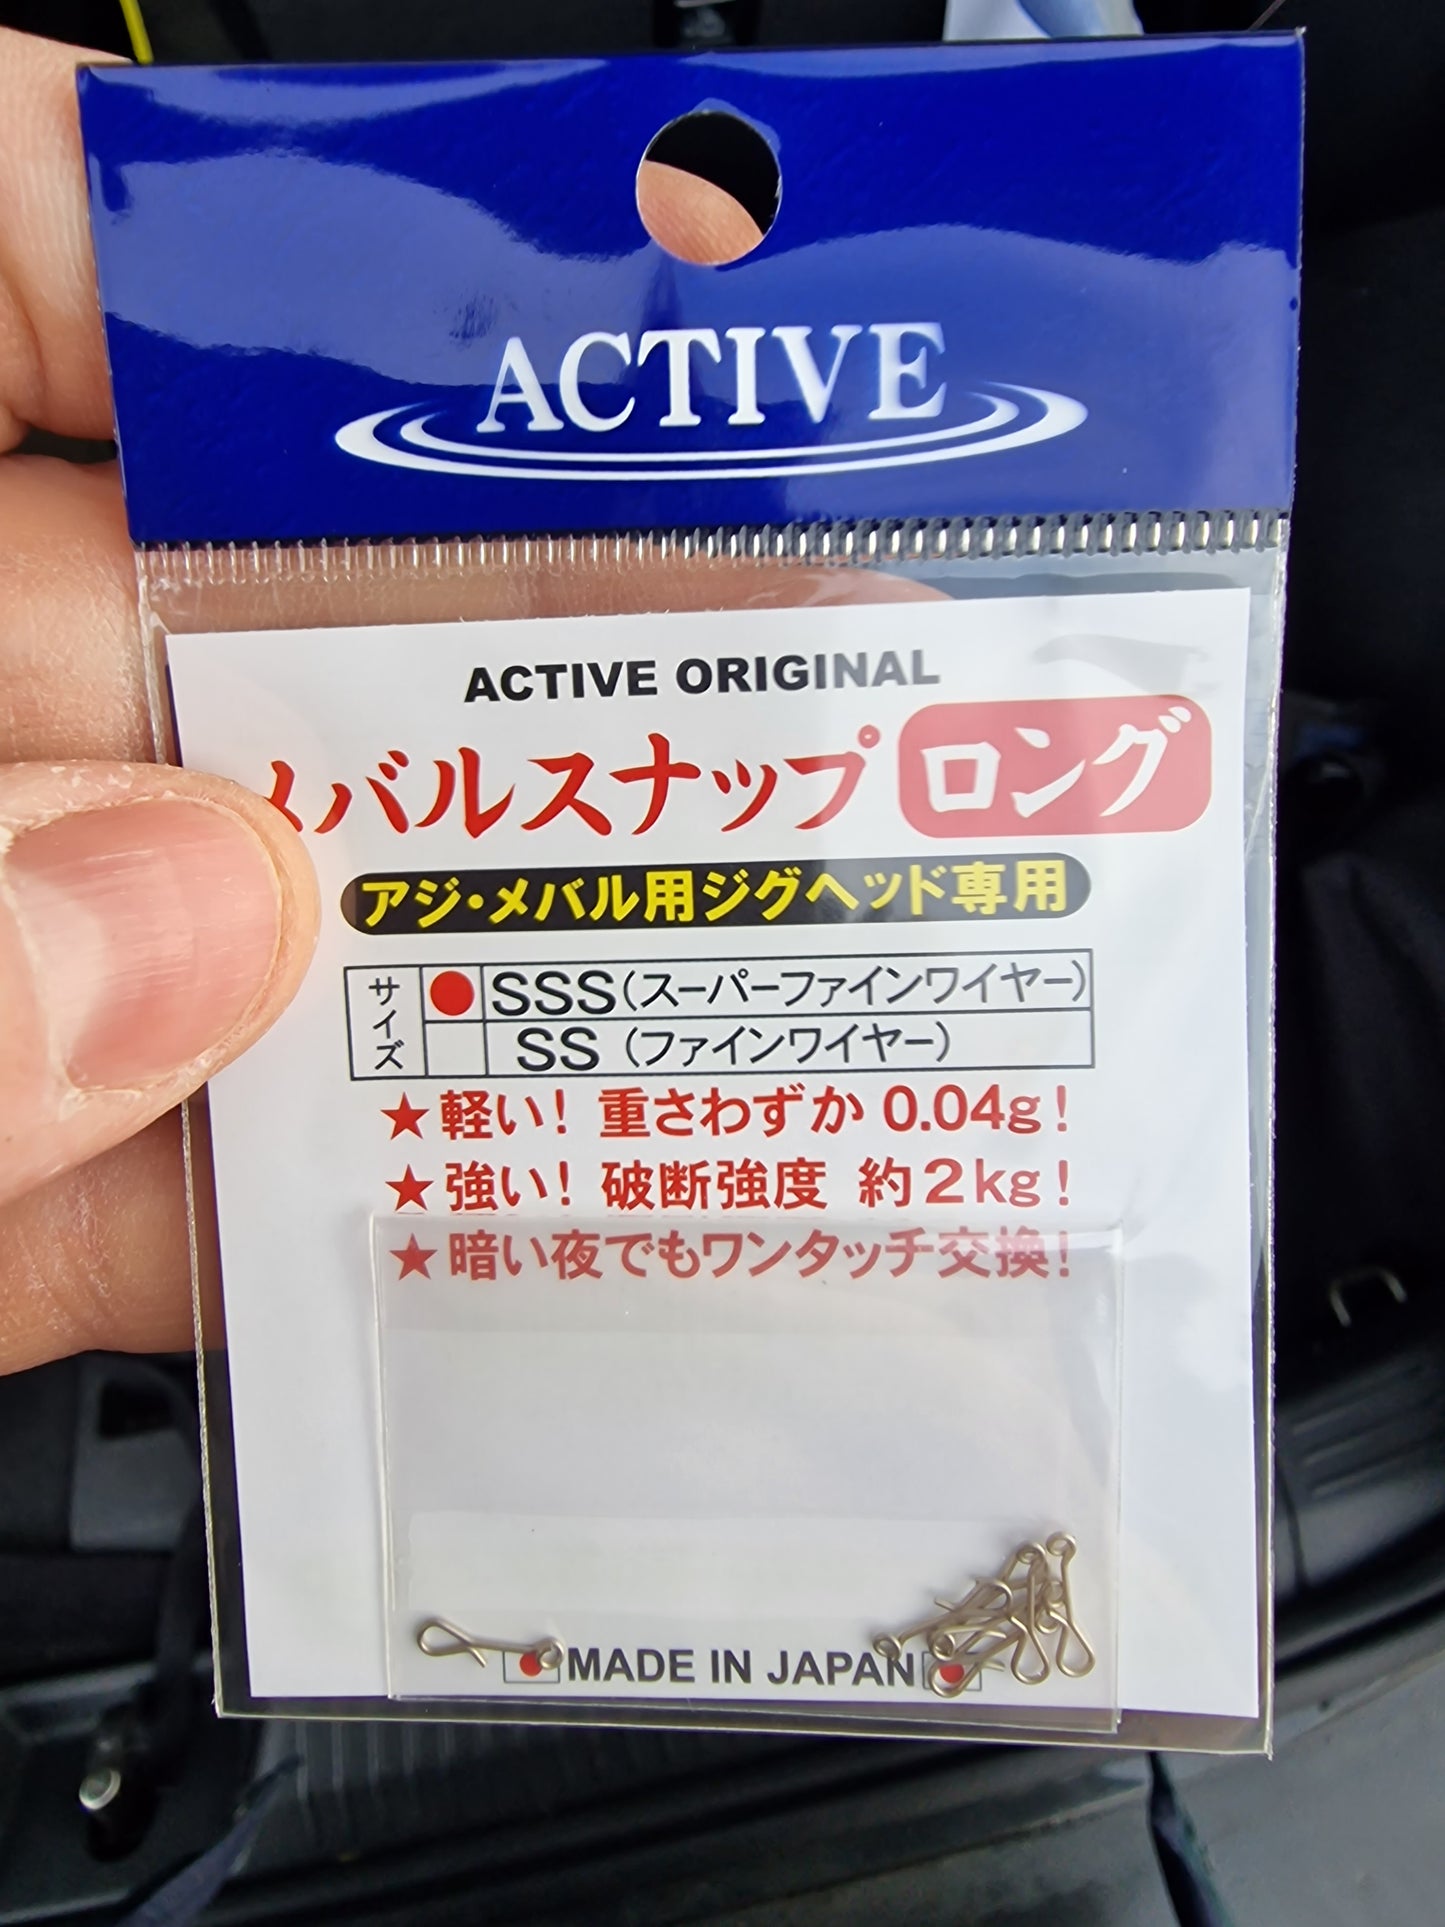 ACTIVE
ACTIVE ORIGINAL
メバルスナップ ロング
アジ・メバル用ジグヘッド専用
サイズ
SSS(スーパーファインワイヤー)
SS (ファインワイヤー)
★軽い! 重さわずか 0.04g!
★強い! 破断強度 約2kg!
★暗い夜でもワンタッチ交換!
MADE IN JAPAN